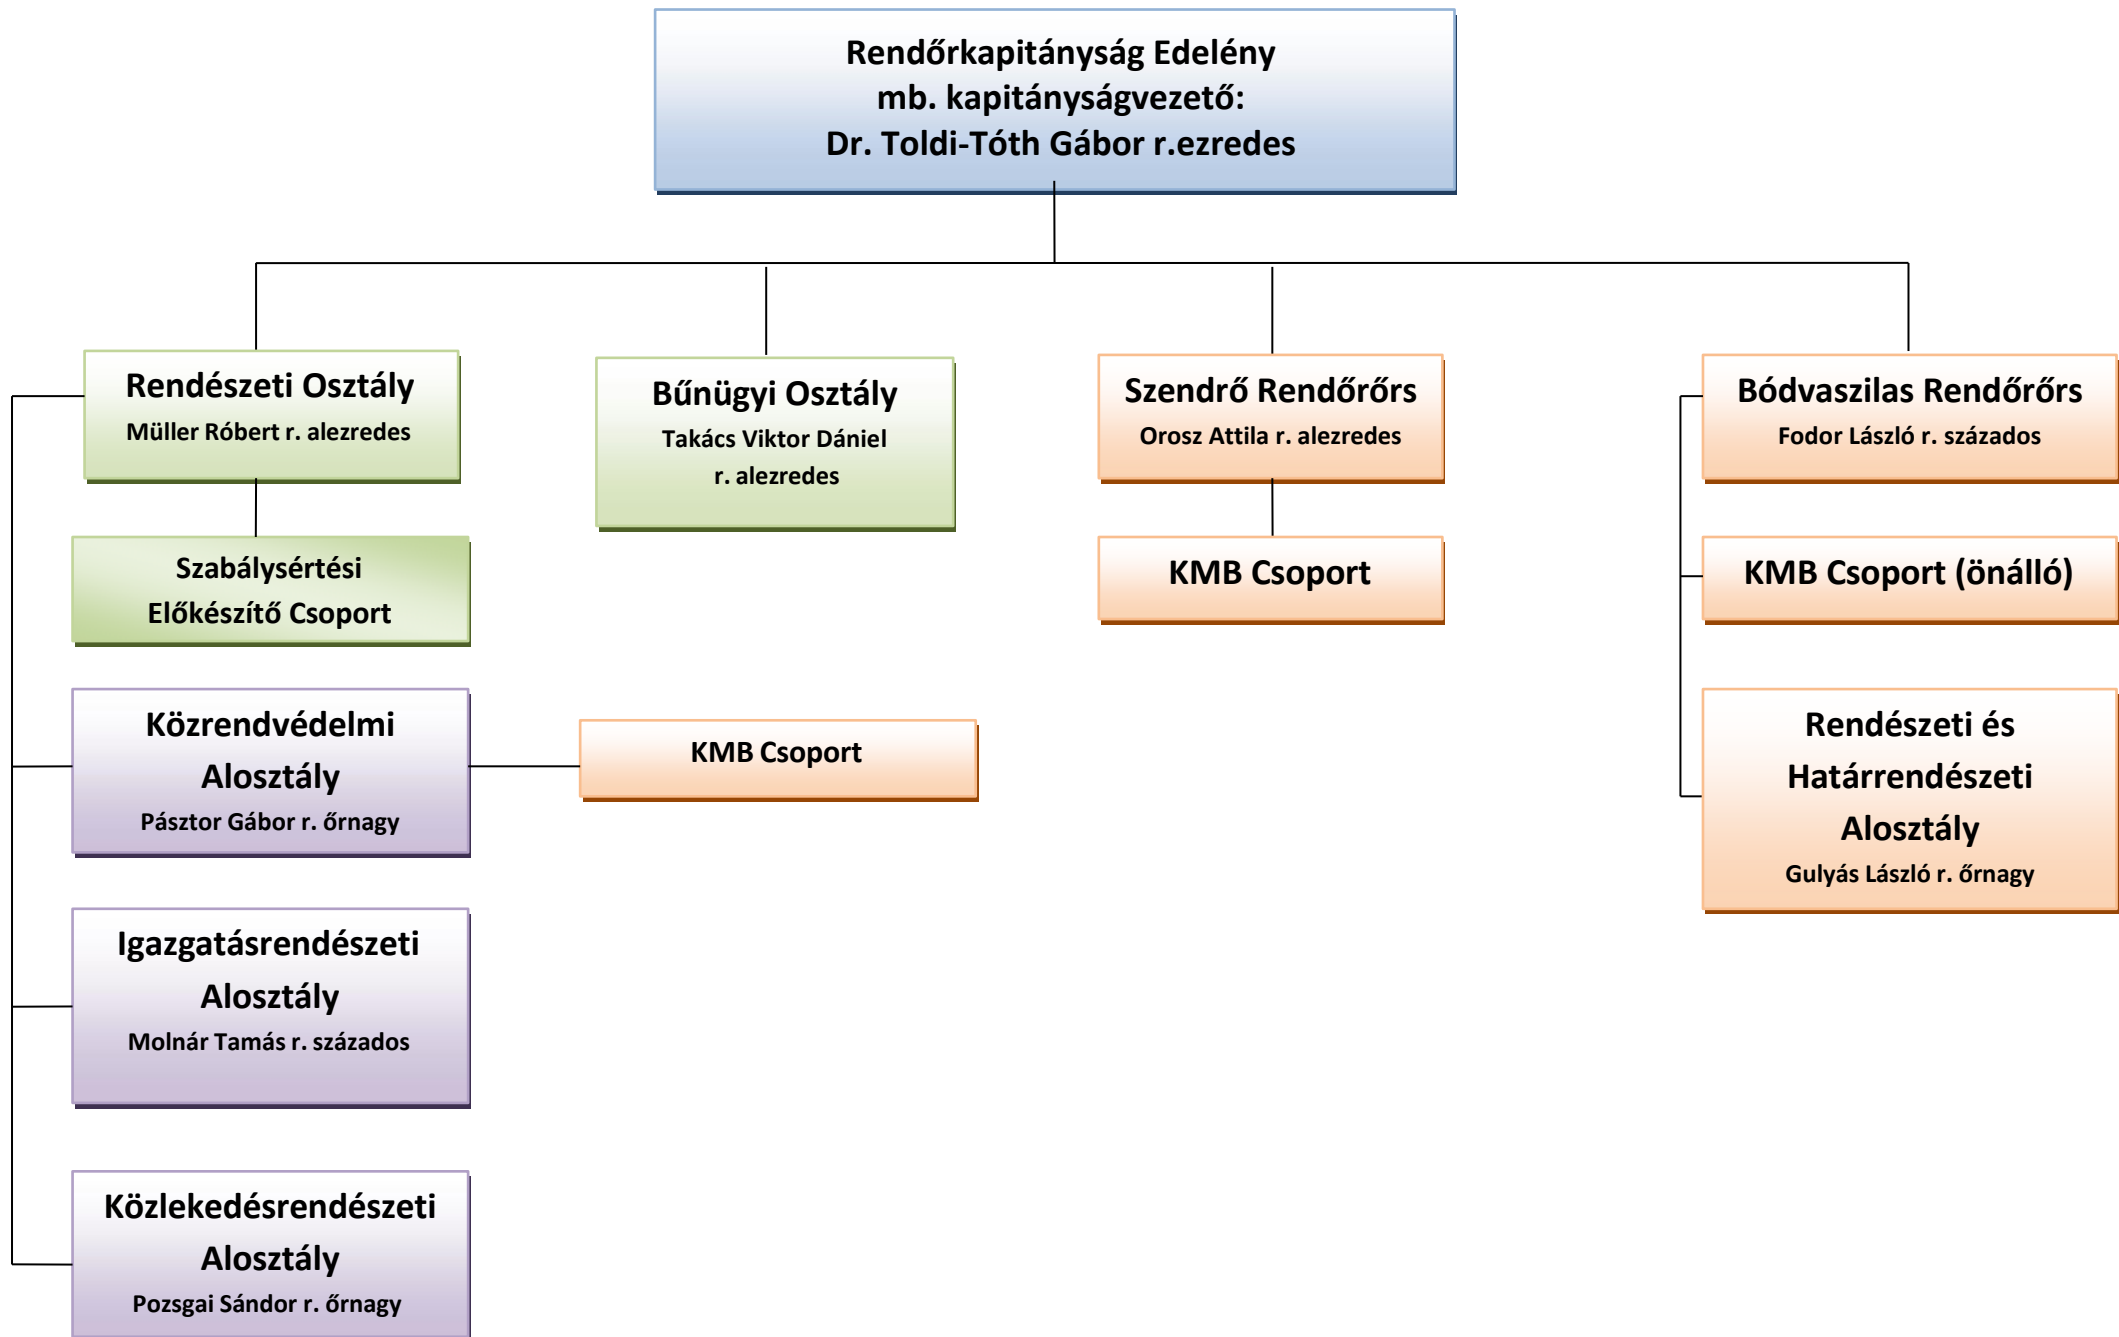 Rendőrkapitányság Edelény
mb. kapitányságvezető:
Dr. Toldi-Tóth Gábor r.ezredes
Rendészeti Osztály
Müller Róbert r. alezredes
Bűnügyi Osztály
Takács Viktor Dániel
r. alezredes
Szendrő Rendőrőrs
Orosz Attila r. alezredes
Bódvaszilas Rendőrőrs
Fodor László r. százados
Szabálysértési
Előkészítő Csoport
KMB Csoport
KMB Csoport (önálló)
Közrendvédelmi
Alosztály
Pásztor Gábor r. őrnagy
KMB Csoport
Rendészeti és
Határrendészeti
Alosztály
Gulyás László r. őrnagy
Igazgatásrendészeti
Alosztály
Molnár Tamás r. százados
Közlekedésrendészeti
Alosztály
Pozsgai Sándor r. őrnagy